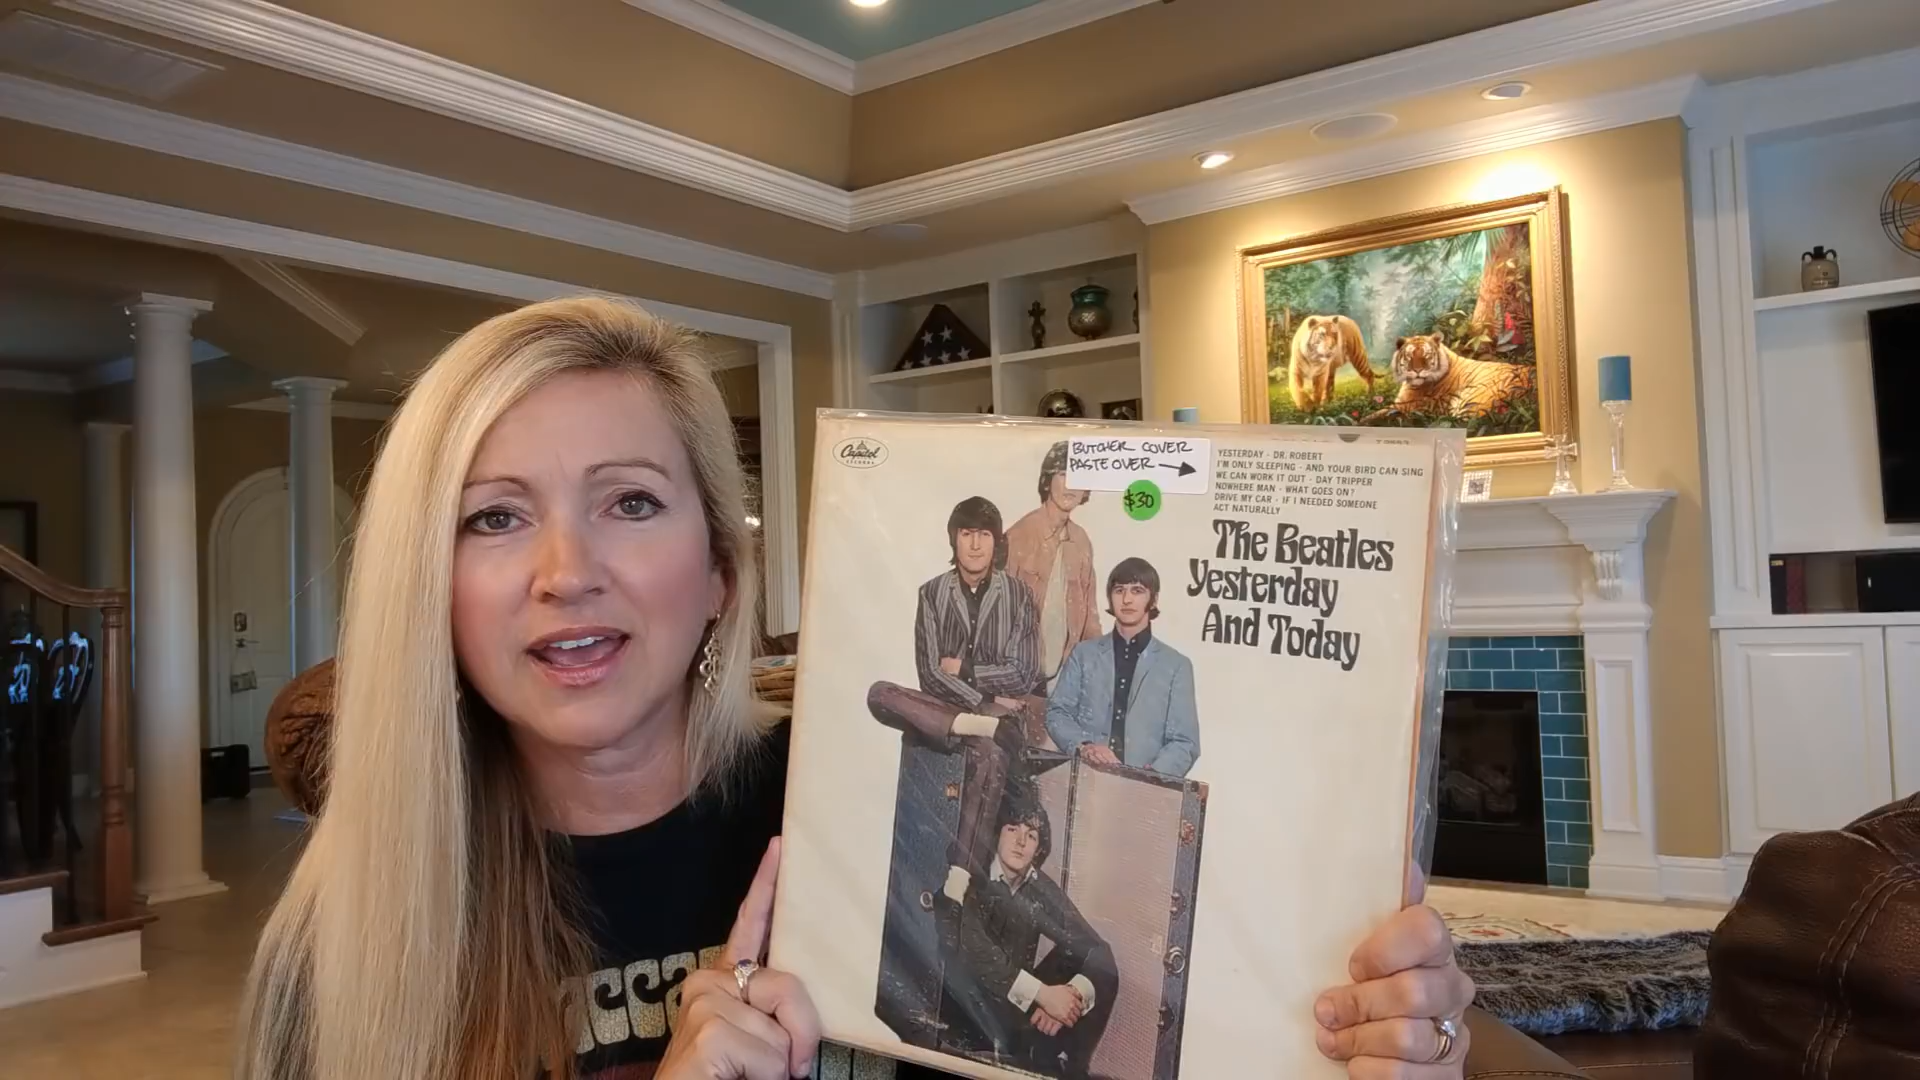 Capitol
RECORDS
BUTCHER COVER
PASTE OVER
$30
YESTERDAY · DR. ROBERT
I'M ONLY SLEEPING · AND YOUR BIRD CAN SING
WE CAN WORK IT OUT · DAY TRIPPER
NOWHERE MAN · WHAT GOES ON?
DRIVE MY CAR · IF I NEEDED SOMEONE
ACT NATURALLY
The Beatles
Yesterday
And Today